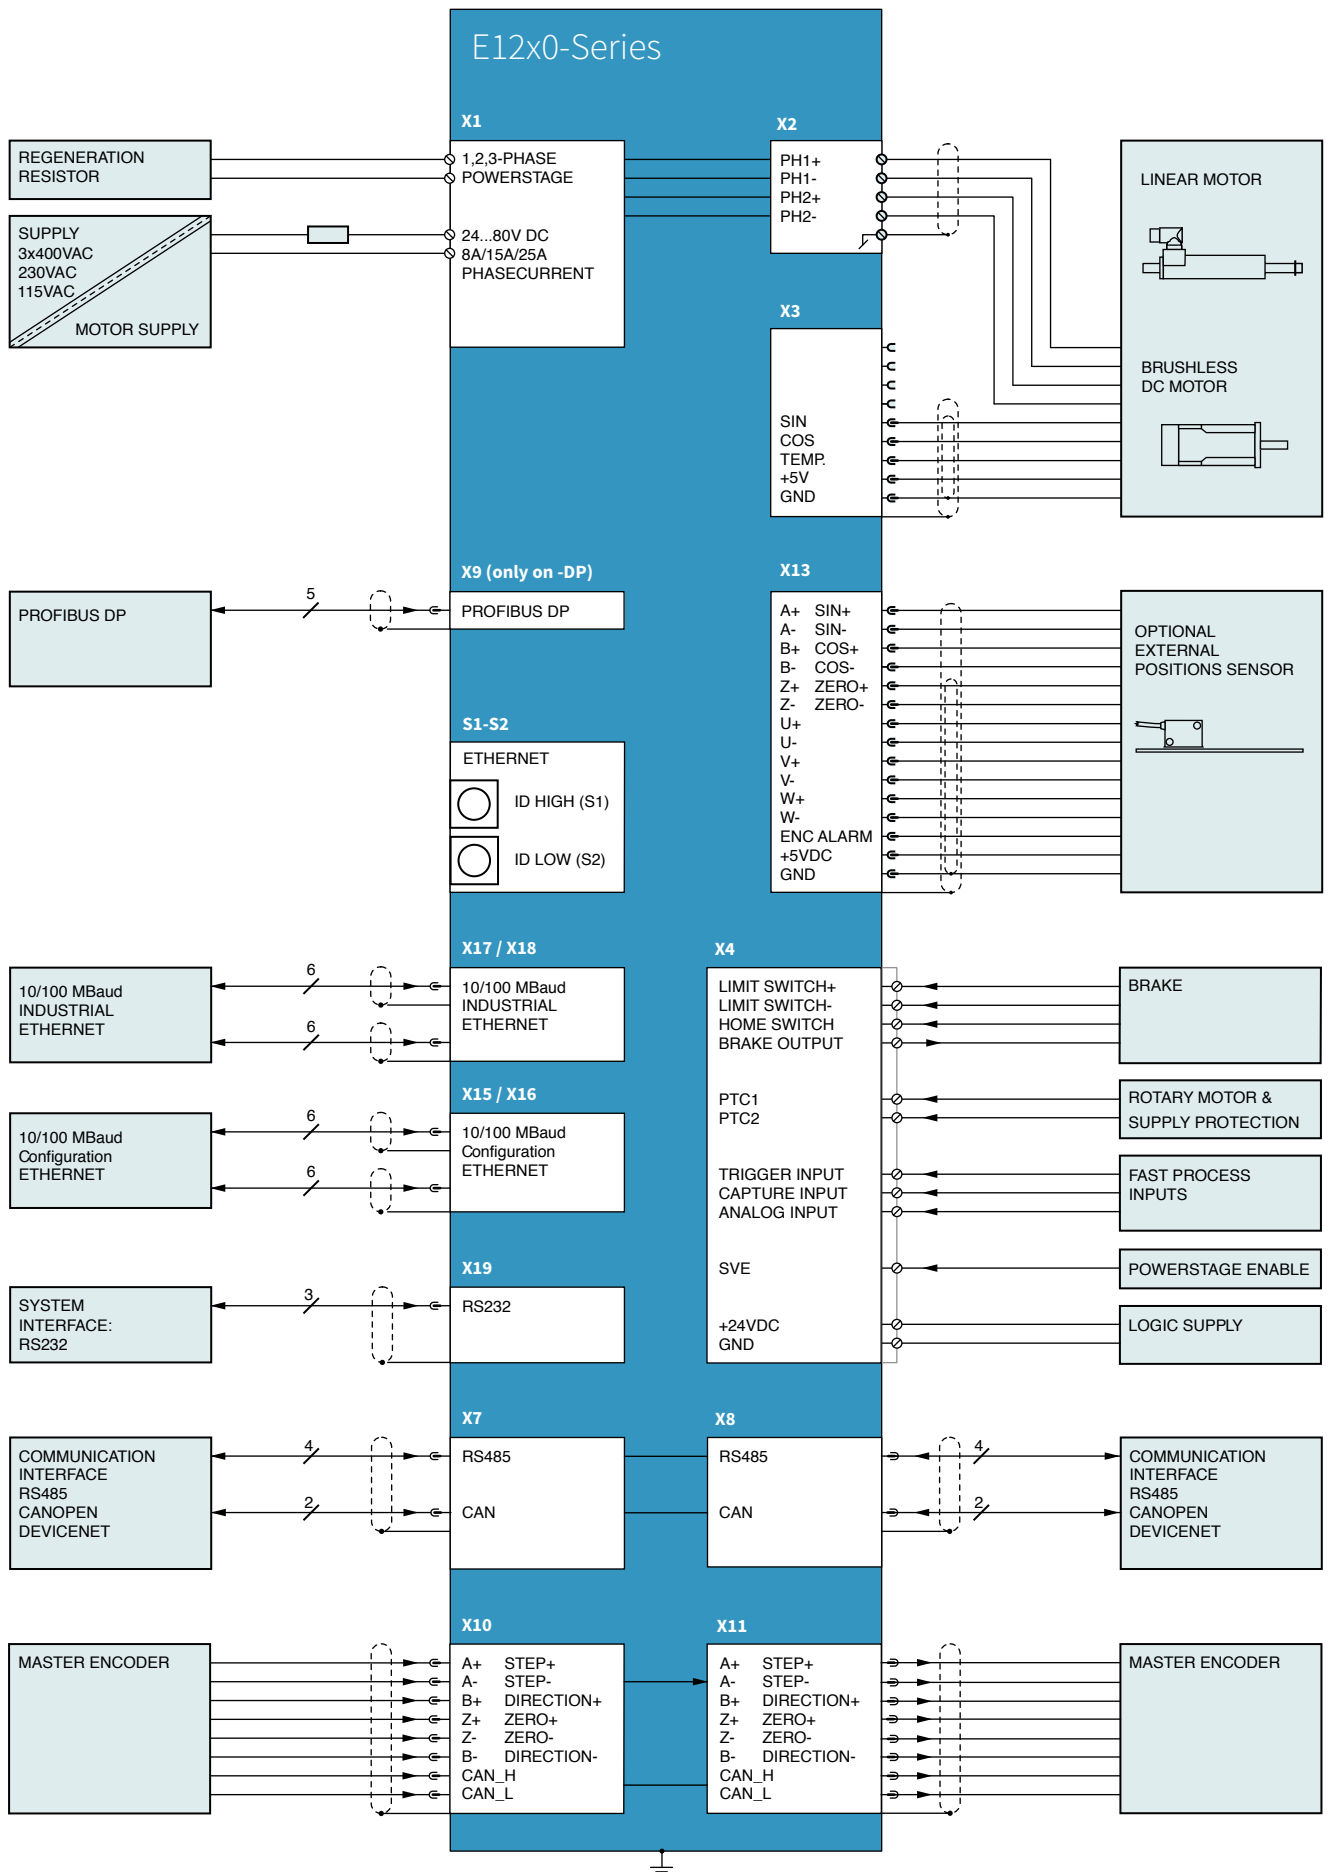 E12x0-Series
X1
X2
REGENERATION
RESISTOR
1,2,3-PHASE
POWERSTAGE
PH1+
PH1-
PH2+
PH2-
LINEAR MOTOR
SUPPLY
3x400VAC
230VAC
115VAC
MOTOR SUPPLY
24...80V DC
8A/15A/25A
PHASECURRENT
X3
SIN
COS
TEMP.
+5V
GND
BRUSHLESS
DC MOTOR
X9 (only on -DP)
X13
PROFIBUS DP
5
PROFIBUS DP
A+ SIN+
A- SIN-
B+ COS+
B- COS-
Z+ ZERO+
Z- ZERO-
U+
U-
V+
V-
W+
W-
ENC ALARM
+5VDC
GND
OPTIONAL
EXTERNAL
POSITIONS SENSOR
S1-S2
ETHERNET
ID HIGH (S1)
ID LOW (S2)
X17 / X18
X4
10/100 MBaud
INDUSTRIAL
ETHERNET
6
6
10/100 MBaud
INDUSTRIAL
ETHERNET
LIMIT SWITCH+
LIMIT SWITCH-
HOME SWITCH
BRAKE OUTPUT
BRAKE
X15 / X16
10/100 MBaud
Configuration
ETHERNET
6
6
10/100 MBaud
Configuration
ETHERNET
PTC1
PTC2
ROTARY MOTOR &
SUPPLY PROTECTION
TRIGGER INPUT
CAPTURE INPUT
ANALOG INPUT
FAST PROCESS
INPUTS
X19
SVE
POWERSTAGE ENABLE
SYSTEM
INTERFACE:
RS232
3
RS232
+24VDC
GND
LOGIC SUPPLY
X7
X8
COMMUNICATION
INTERFACE
RS485
CANOPEN
DEVICENET
4
2
RS485
CAN
RS485
CAN
4
2
COMMUNICATION
INTERFACE
RS485
CANOPEN
DEVICENET
X10
X11
MASTER ENCODER
A+ STEP+
A- STEP-
B+ DIRECTION+
Z+ ZERO+
Z- ZERO-
B- DIRECTION-
CAN_H
CAN_L
A+ STEP+
A- STEP-
B+ DIRECTION+
Z+ ZERO+
Z- ZERO-
B- DIRECTION-
CAN_H
CAN_L
MASTER ENCODER